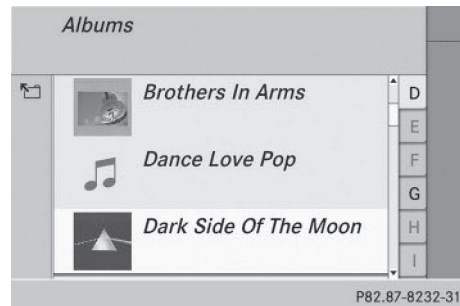 Albums
Brothers In Arms
Dance Love Pop
Dark Side Of The Moon
D
E
F
G
H
I
P82.87-8232-31